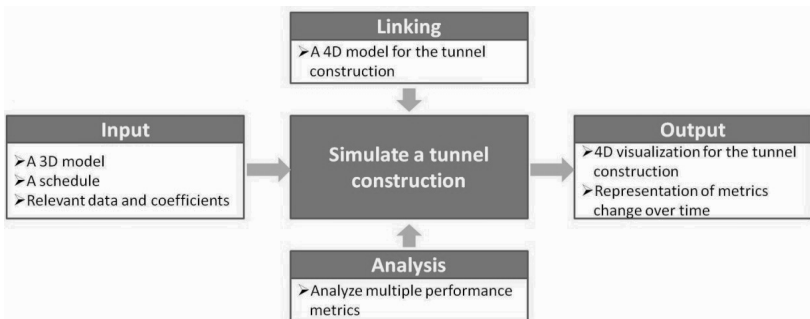 Linking
➢A 4D model for the tunnel
construction
Input
➢A 3D model
➢A schedule
➢Relevant data and coefficients
Simulate a tunnel
construction
Output
➢4D visualization for the tunnel
construction
➢Representation of metrics
change over time
Analysis
➢Analyze multiple performance
metrics